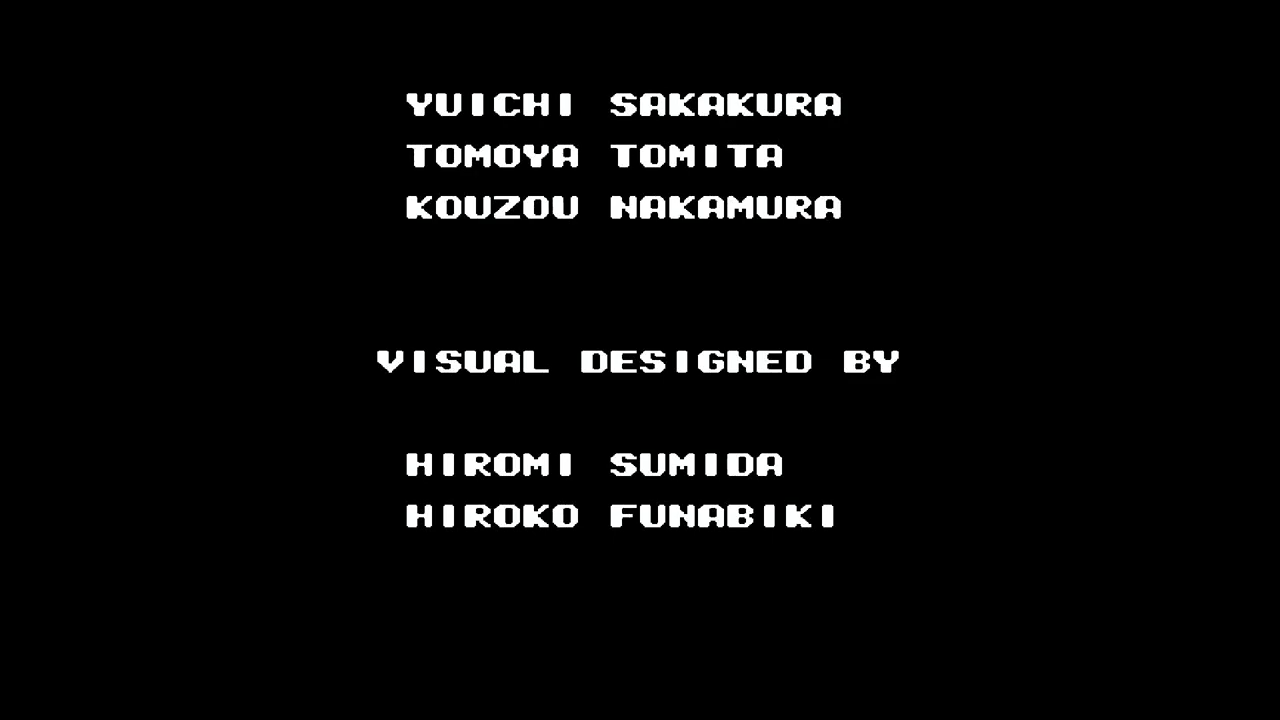 YUICHI SAKAKURA
TOMOYA TOMITA
KOUZOU NAKAMURA
VISUAL DESIGNED BY
HIROMI SUMIDA
HIROKO FUNABIKI